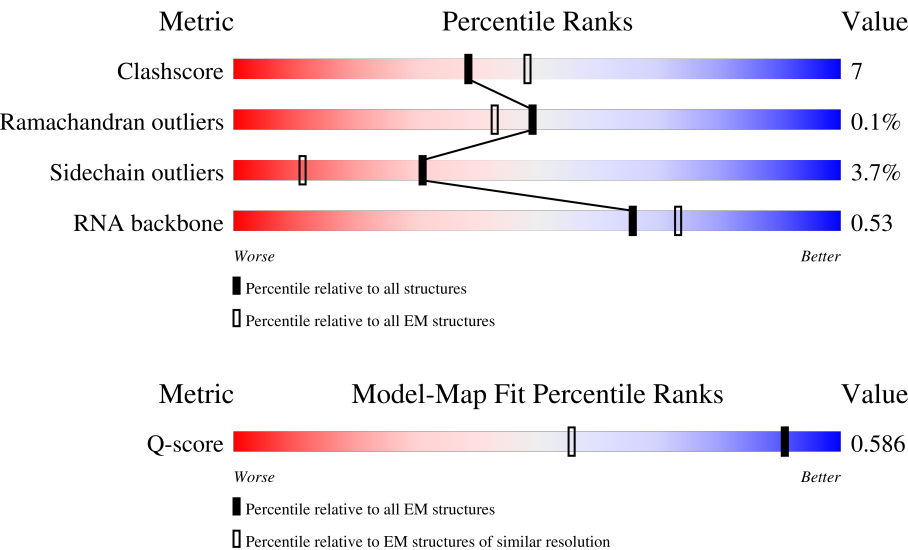 Metric Percentile Ranks Value
Clashscore 7
Ramachandran outliers 0.1%
Sidechain outliers 3.7%
RNA backbone 0.53
Worse Better
Percentile relative to all structures
Percentile relative to all EM structures
Metric Model-Map Fit Percentile Ranks Value
Q-score 0.586
Worse Better
Percentile relative to all EM structures
Percentile relative to EM structures of similar resolution